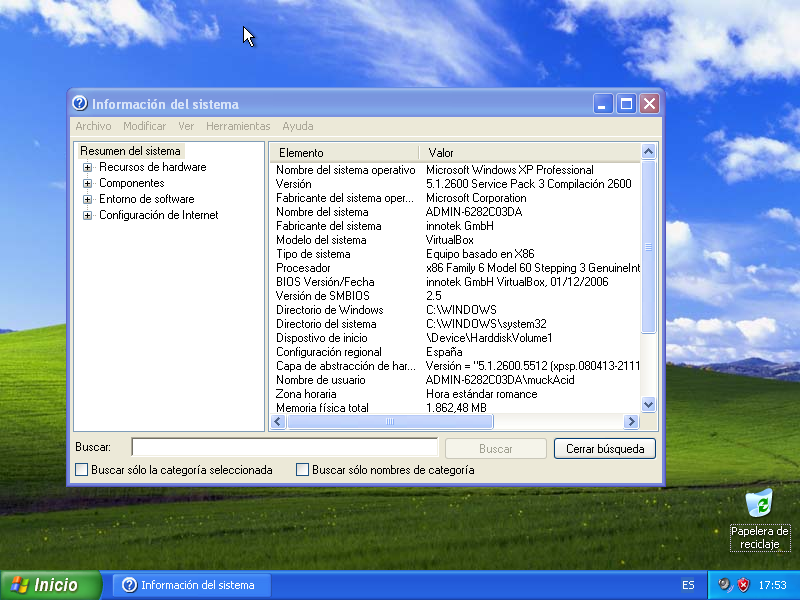 Información del sistema
Archivo Modificar Ver Herramientas Ayuda
Resumen del sistema
Recursos de hardware
Componentes
Entorno de software
Configuración de Internet
Elemento Valor
Nombre del sistema operativo Microsoft Windows XP Professional
Versión 5.1.2600 Service Pack 3 Compilación 2600
Fabricante del sistema oper... Microsoft Corporation
Nombre del sistema ADMIN-6282C03DA
Fabricante del sistema innotek GmbH
Modelo del sistema VirtualBox
Tipo de sistema Equipo basado en X86
Procesador x86 Family 6 Model 60 Stepping 3 GenuineInt
BIOS Versión/Fecha innotek GmbH VirtualBox, 01/12/2006
Versión de SMBIOS 2.5
Directorio de Windows C:\WINDOWS
Directorio del sistema C:\WINDOWS\system32
Dispostivo de inicio \Device\HarddiskVolume1
Configuración regional España
Capa de abstracción de har... Versión = "5.1.2600.5512 (xpsp.080413-2111
Nombre de usuario ADMIN-6282C03DA\muckAcid
Zona horaria Hora estándar romance
Memoria física total 1.862,48 MB
Buscar: Buscar Cerrar búsqueda
Buscar sólo la categoría seleccionada Buscar sólo nombres de categoría
Papelera de
reciclaje
Inicio Información del sistema ES 17:53